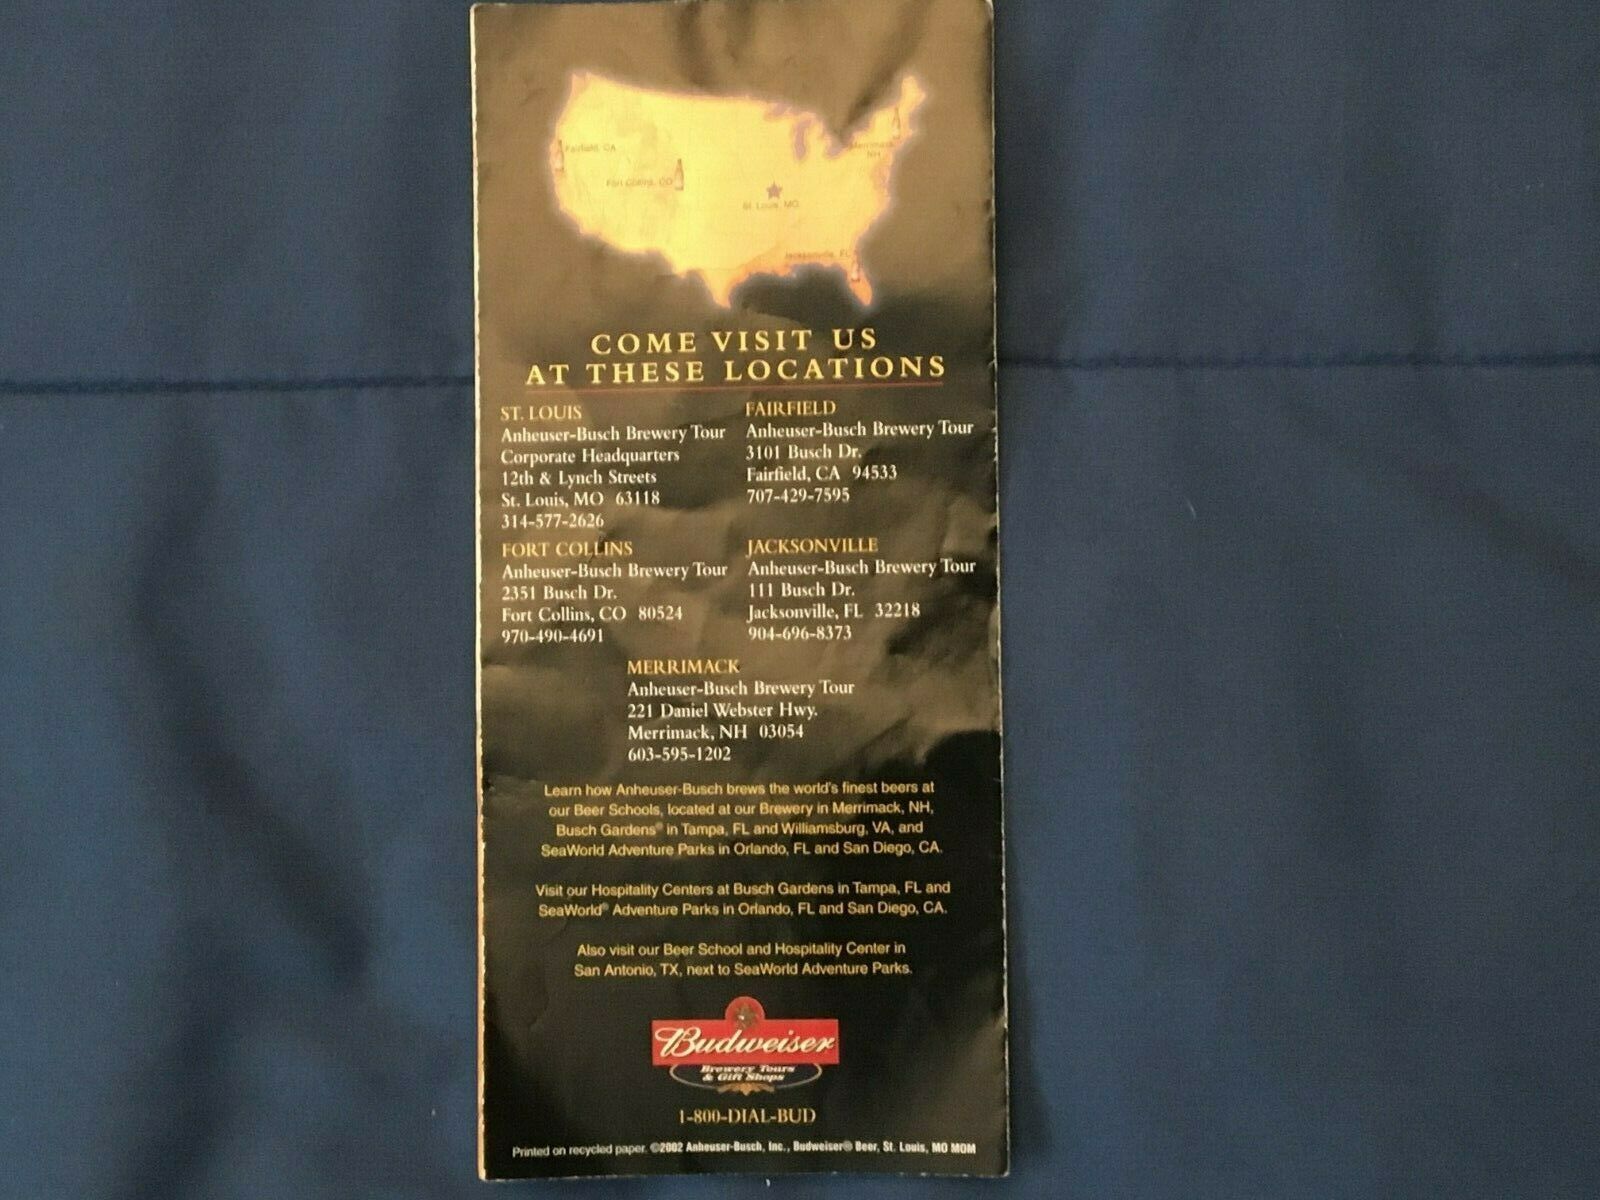 Fairfield, CA
Merrimack
NH
Fort Collins, CO
St. Louis, MO
Jacksonville, FL
COME VISIT US
AT THESE LOCATIONS
ST. LOUIS
Anheuser-Busch Brewery Tour
Corporate Headquarters
12th & Lynch Streets
St. Louis, MO 63118
314-577-2626
FAIRFIELD
Anheuser-Busch Brewery Tour
3101 Busch Dr.
Fairfield, CA 94533
707-429-7595
FORT COLLINS
Anheuser-Busch Brewery Tour
2351 Busch Dr.
Fort Collins, CO 80524
970-490-4691
JACKSONVILLE
Anheuser-Busch Brewery Tour
111 Busch Dr.
Jacksonville, FL 32218
904-696-8373
MERRIMACK
Anheuser-Busch Brewery Tour
221 Daniel Webster Hwy.
Merrimack, NH 03054
603-595-1202
Learn how Anheuser-Busch brews the world's finest beers at
our Beer Schools, located at our Brewery in Merrimack, NH,
Busch Gardens® in Tampa, FL and Williamsburg, VA, and
SeaWorld Adventure Parks in Orlando, FL and San Diego, CA.
Visit our Hospitality Centers at Busch Gardens in Tampa, FL and
SeaWorld® Adventure Parks in Orlando, FL and San Diego, CA.
Also visit our Beer School and Hospitality Center in
San Antonio, TX, next to SeaWorld Adventure Parks.
Budweiser
Brewery Tours
& Gift Shops
1-800-DIAL-BUD
Printed on recycled paper. ©2002 Anheuser-Busch, Inc., Budweiser® Beer, St. Louis, MO MOM